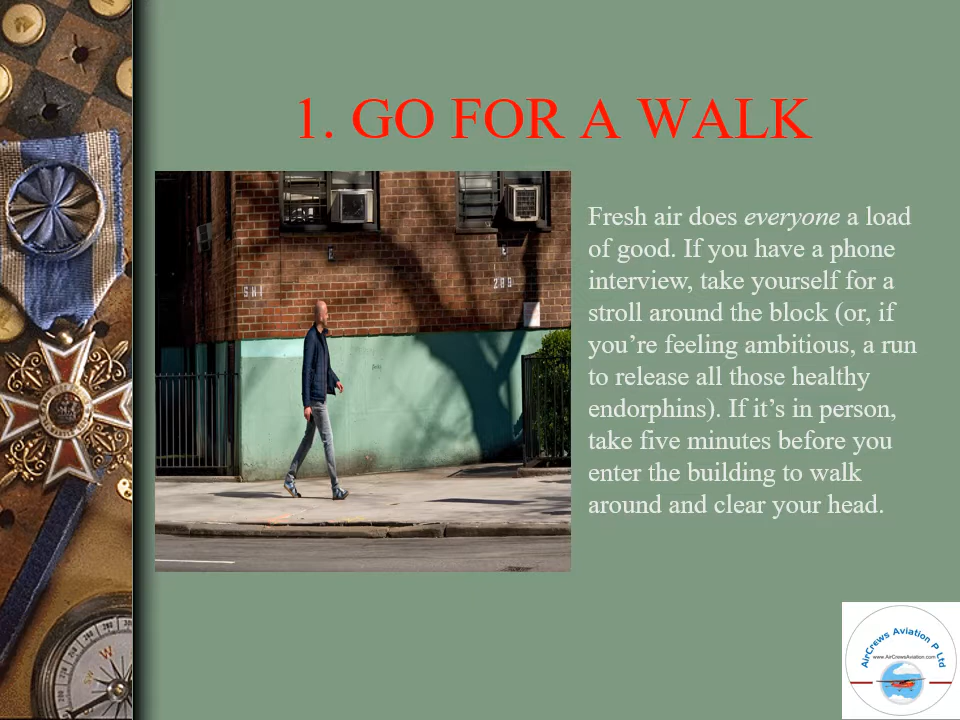 1. GO FOR A WALK
Fresh air does everyone a load
of good. If you have a phone
interview, take yourself for a
stroll around the block (or, if
you’re feeling ambitious, a run
to release all those healthy
endorphins). If it’s in person,
take five minutes before you
enter the building to walk
around and clear your head.
289
AirCrews Aviation P Ltd
www.AirCrewsAviation.com
W
SW